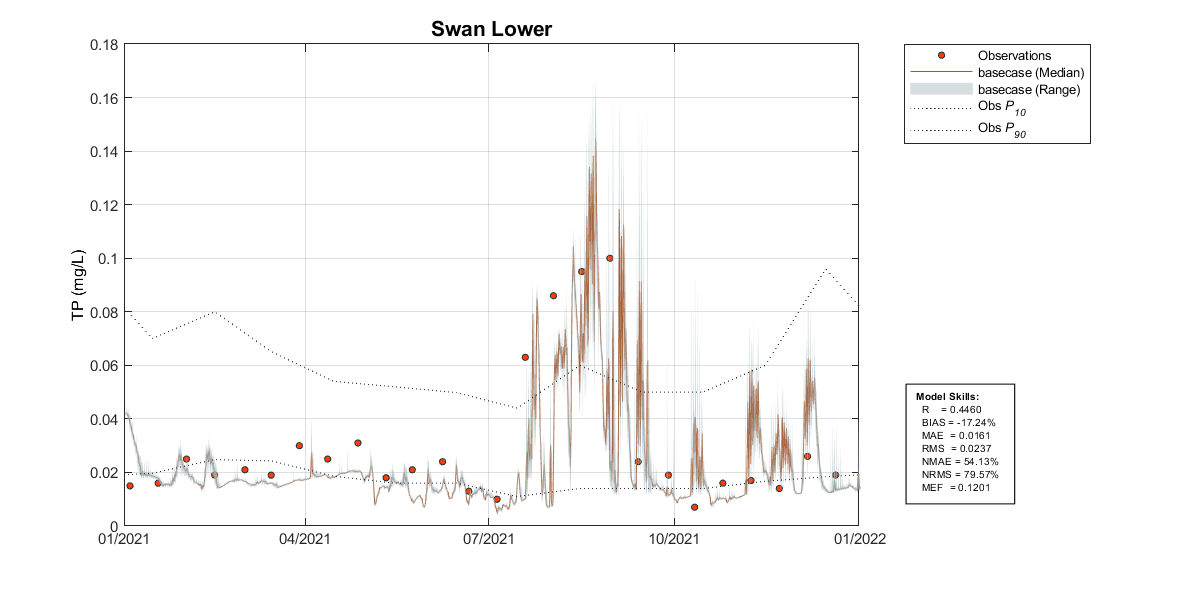 Swan Lower
TP (mg/L)
0.18
0.16
0.14
0.12
0.1
0.08
0.06
0.04
0.02
0
01/2021
04/2021
07/2021
10/2021
01/2022
Observations
basecase (Median)
basecase (Range)
Obs P10
Obs P90
Model Skills:
R = 0.4460
BIAS = -17.24%
MAE = 0.0161
RMS = 0.0237
NMAE = 54.13%
NRMS = 79.57%
MEF = 0.1201